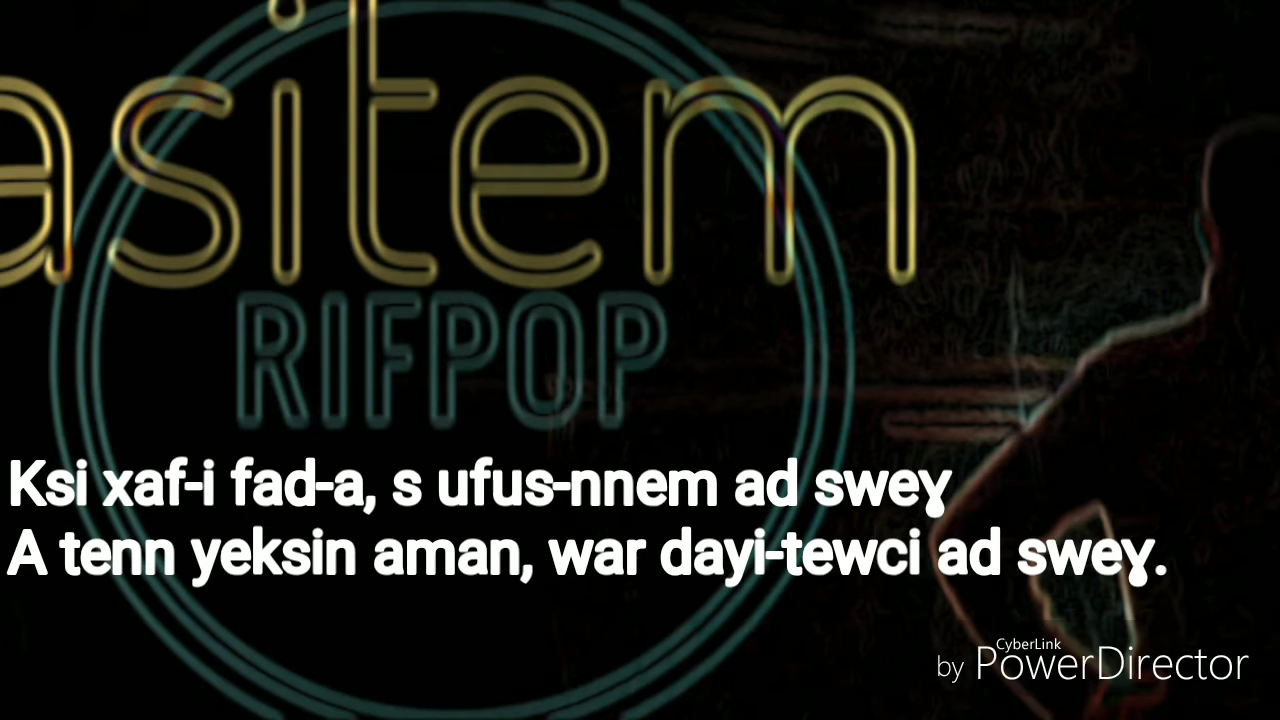 asitem
RIFPOP
Ksi xaf-i fad-a, s ufus-nnem ad sweɣ
A tenn yeksin aman, war dayi-tewci ad sweɣ.
CyberLink
by PowerDirector